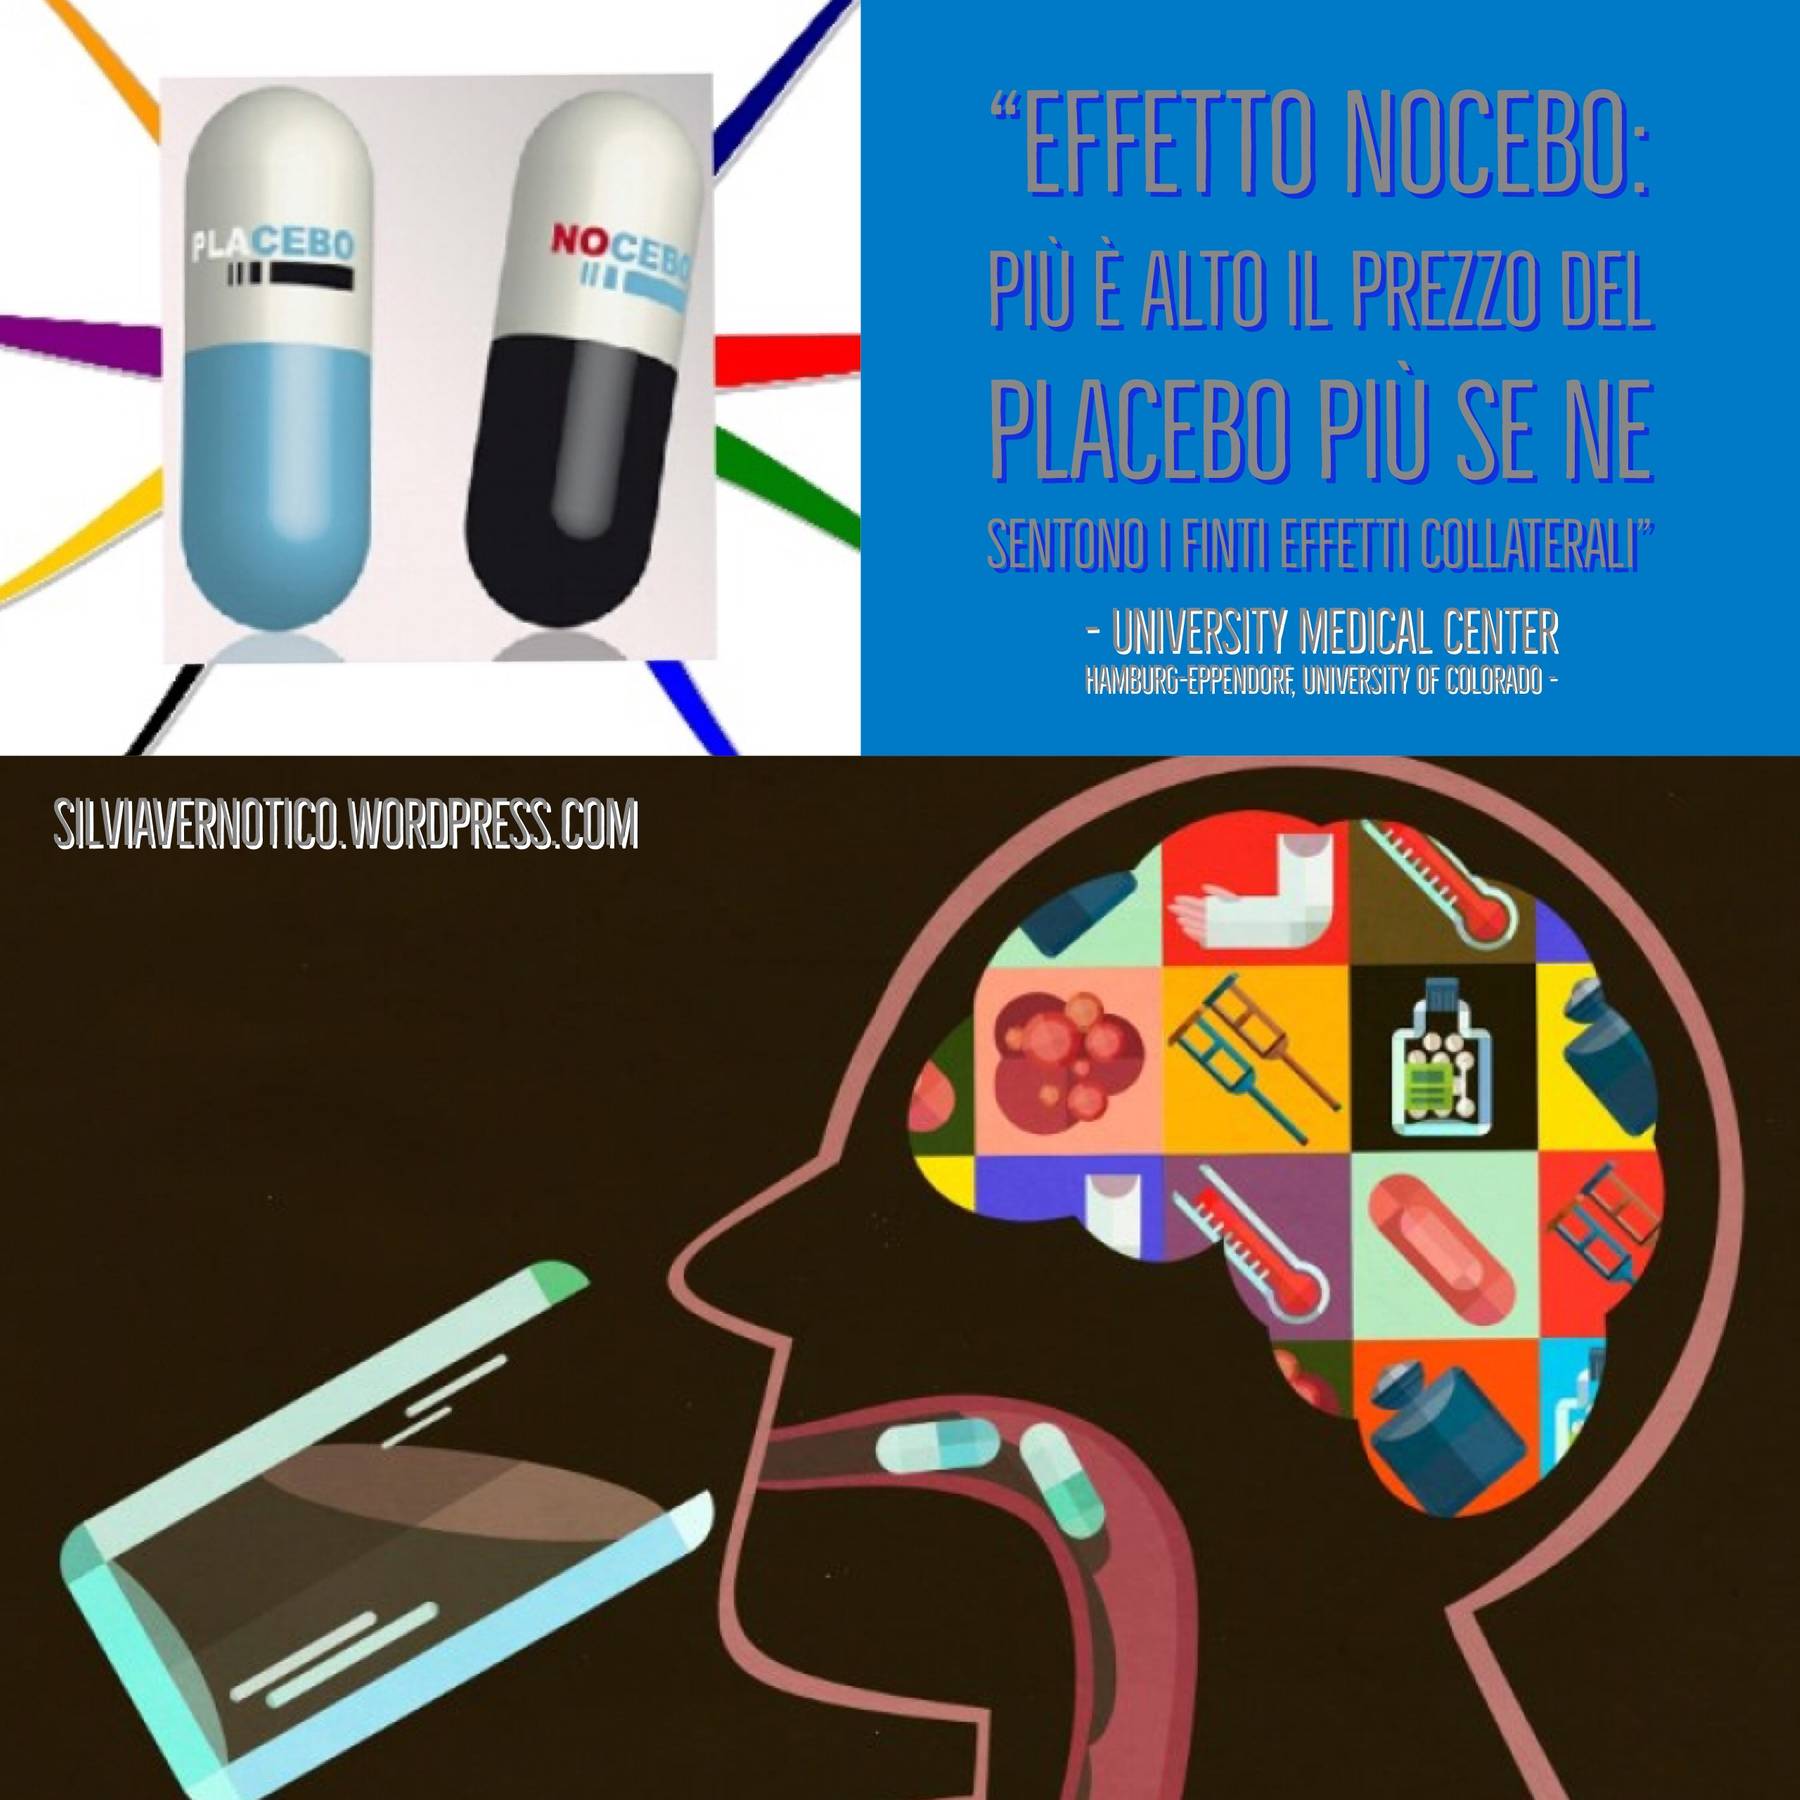 PLACEBO
NOCEBO
“EFFETTO NOCEBO:
PIÙ È ALTO IL PREZZO DEL
PLACEBO PIÙ SE NE
SENTONO I FINTI EFFETTI COLLATERALI”
- UNIVERSITY MEDICAL CENTER
HAMBURG-EPPENDORF, UNIVERSITY OF COLORADO -
SILVIAVERNOTICO.WORDPRESS.COM